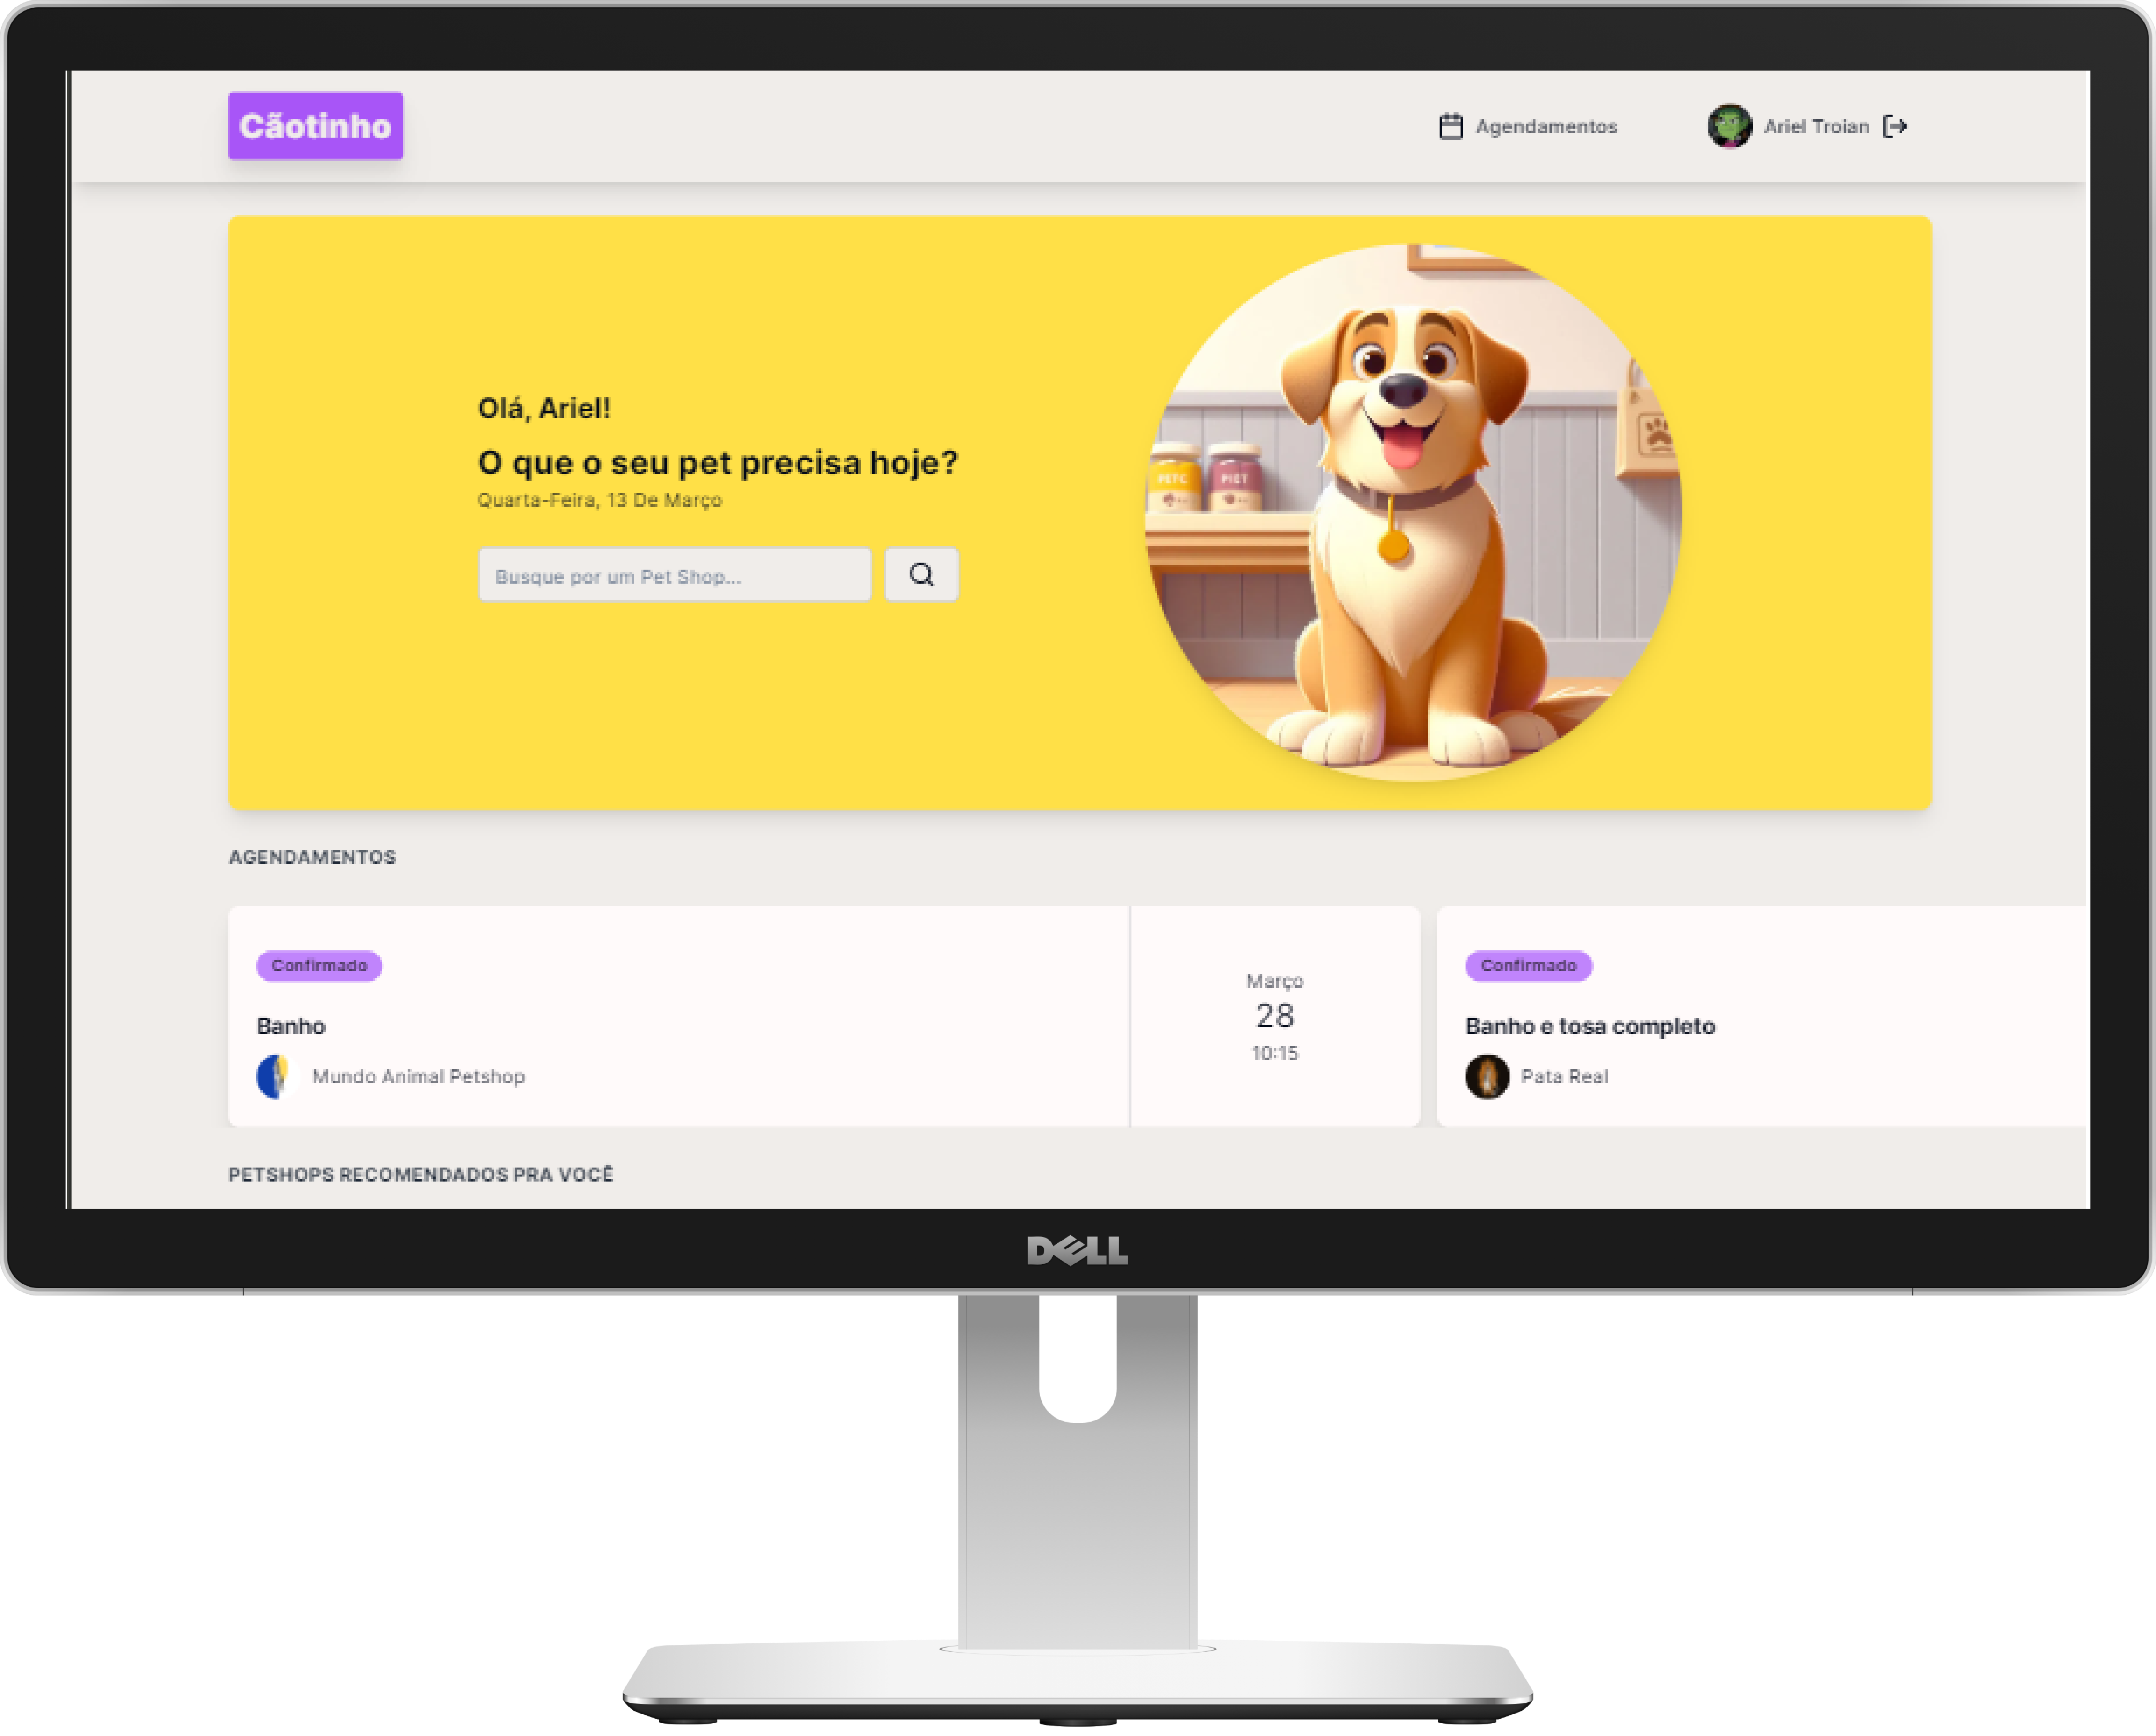 Cãotinho
Agendamentos
Ariel Troian
Olá, Ariel!
O que o seu pet precisa hoje?
Quarta-Feira, 13 De Março
Busque por um Pet Shop...
PETC
PIET
AGENDAMENTOS
Confirmado
Banho
Mundo Animal Petshop
Março
28
10:15
Confirmado
Banho e tosa completo
Pata Real
PETSHOPS RECOMENDADOS PRA VOCÊ
DELL